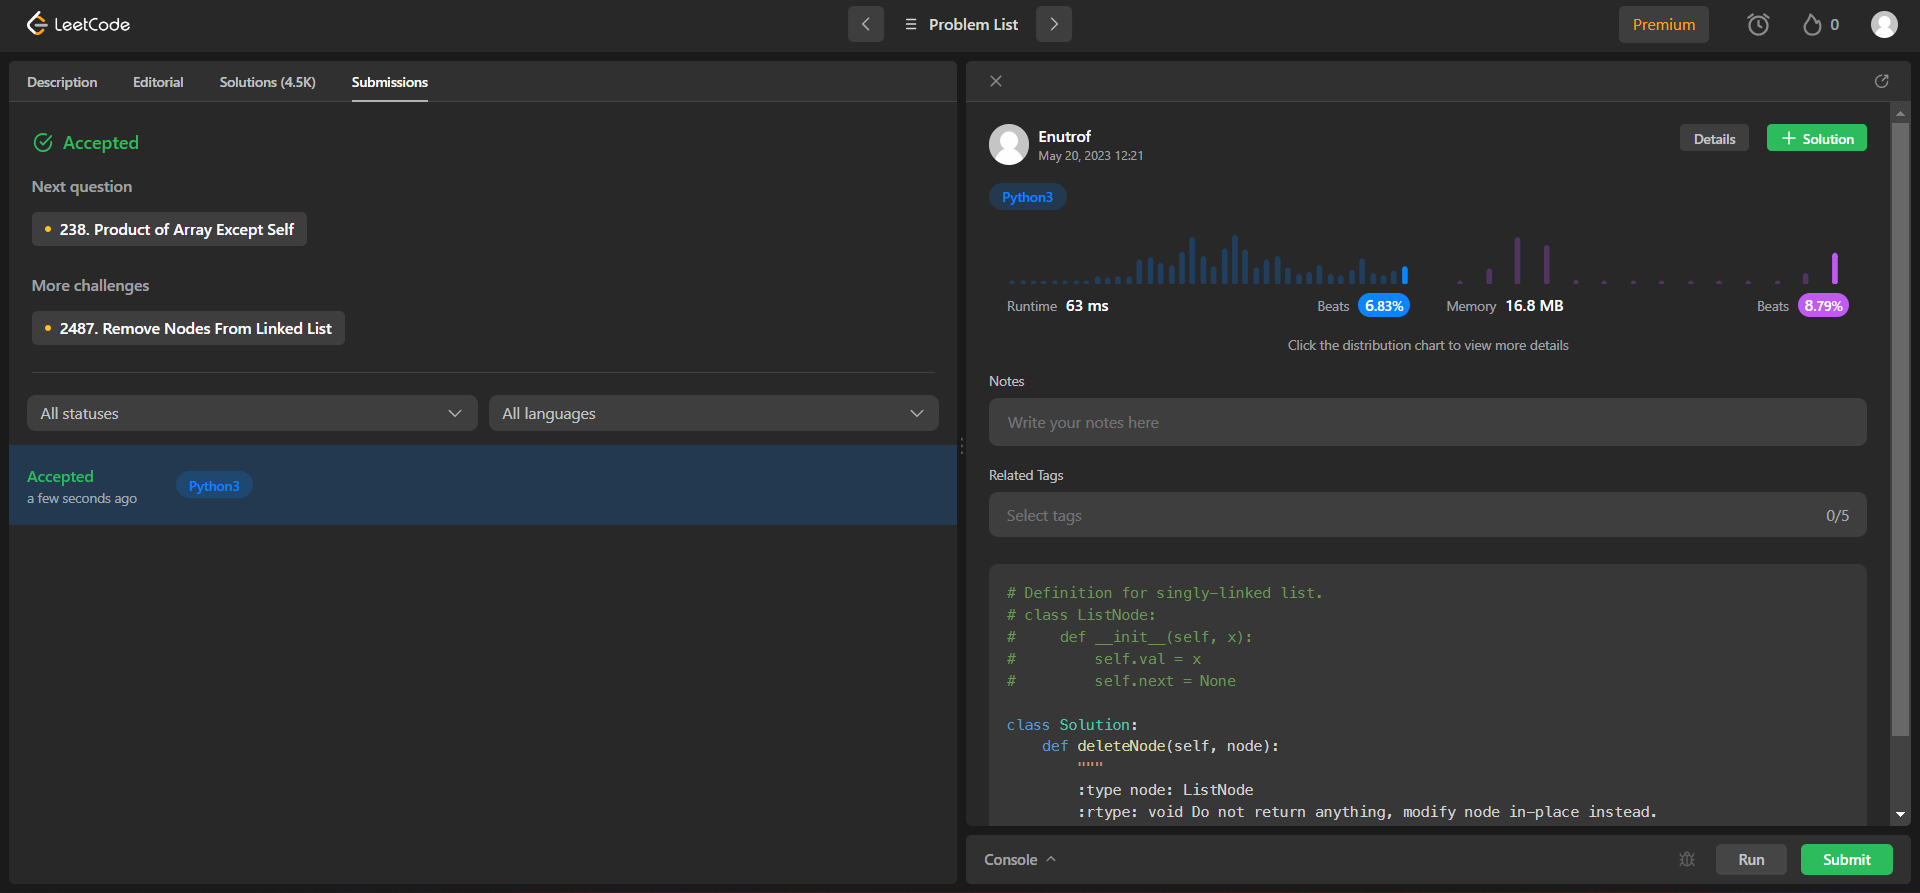 LeetCode
Problem List
Premium
0
Description Editorial Solutions (4.5K) Submissions
Accepted
Next question
238. Product of Array Except Self
More challenges
2487. Remove Nodes From Linked List
All statuses
All languages
Accepted
a few seconds ago
Python3
Enutrof
May 20, 2023 12:21
Details
Solution
Python3
Runtime 63 ms
Beats 6.83%
Memory 16.8 MB
Beats 8.79%
Click the distribution chart to view more details
Notes
Write your notes here
Related Tags
Select tags
0/5
# Definition for singly-linked list.
# class ListNode:
#     def __init__(self, x):
#         self.val = x
#         self.next = None
class Solution:
    def deleteNode(self, node):
        """
        :type node: ListNode
        :rtype: void Do not return anything, modify node in-place instead.
Console
Run
Submit